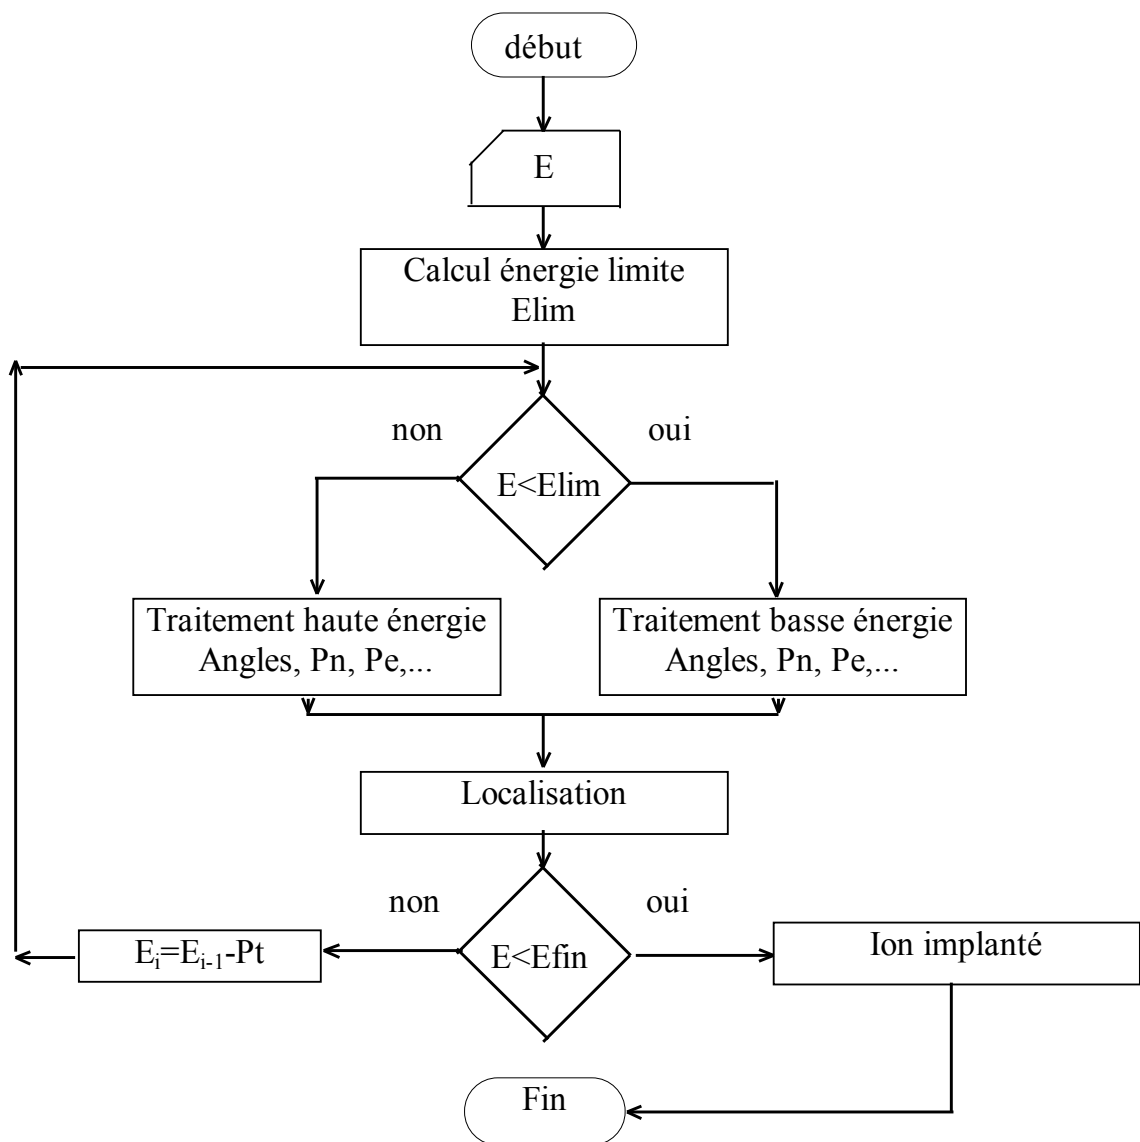 début
E
Calcul énergie limite
Elim
non
oui
E<Elim
Traitement haute énergie
Angles, Pn, Pe,...
Traitement basse énergie
Angles, Pn, Pe,...
Localisation
non
oui
E<Efin
Ei=Ei-1-Pt
Ion implanté
Fin